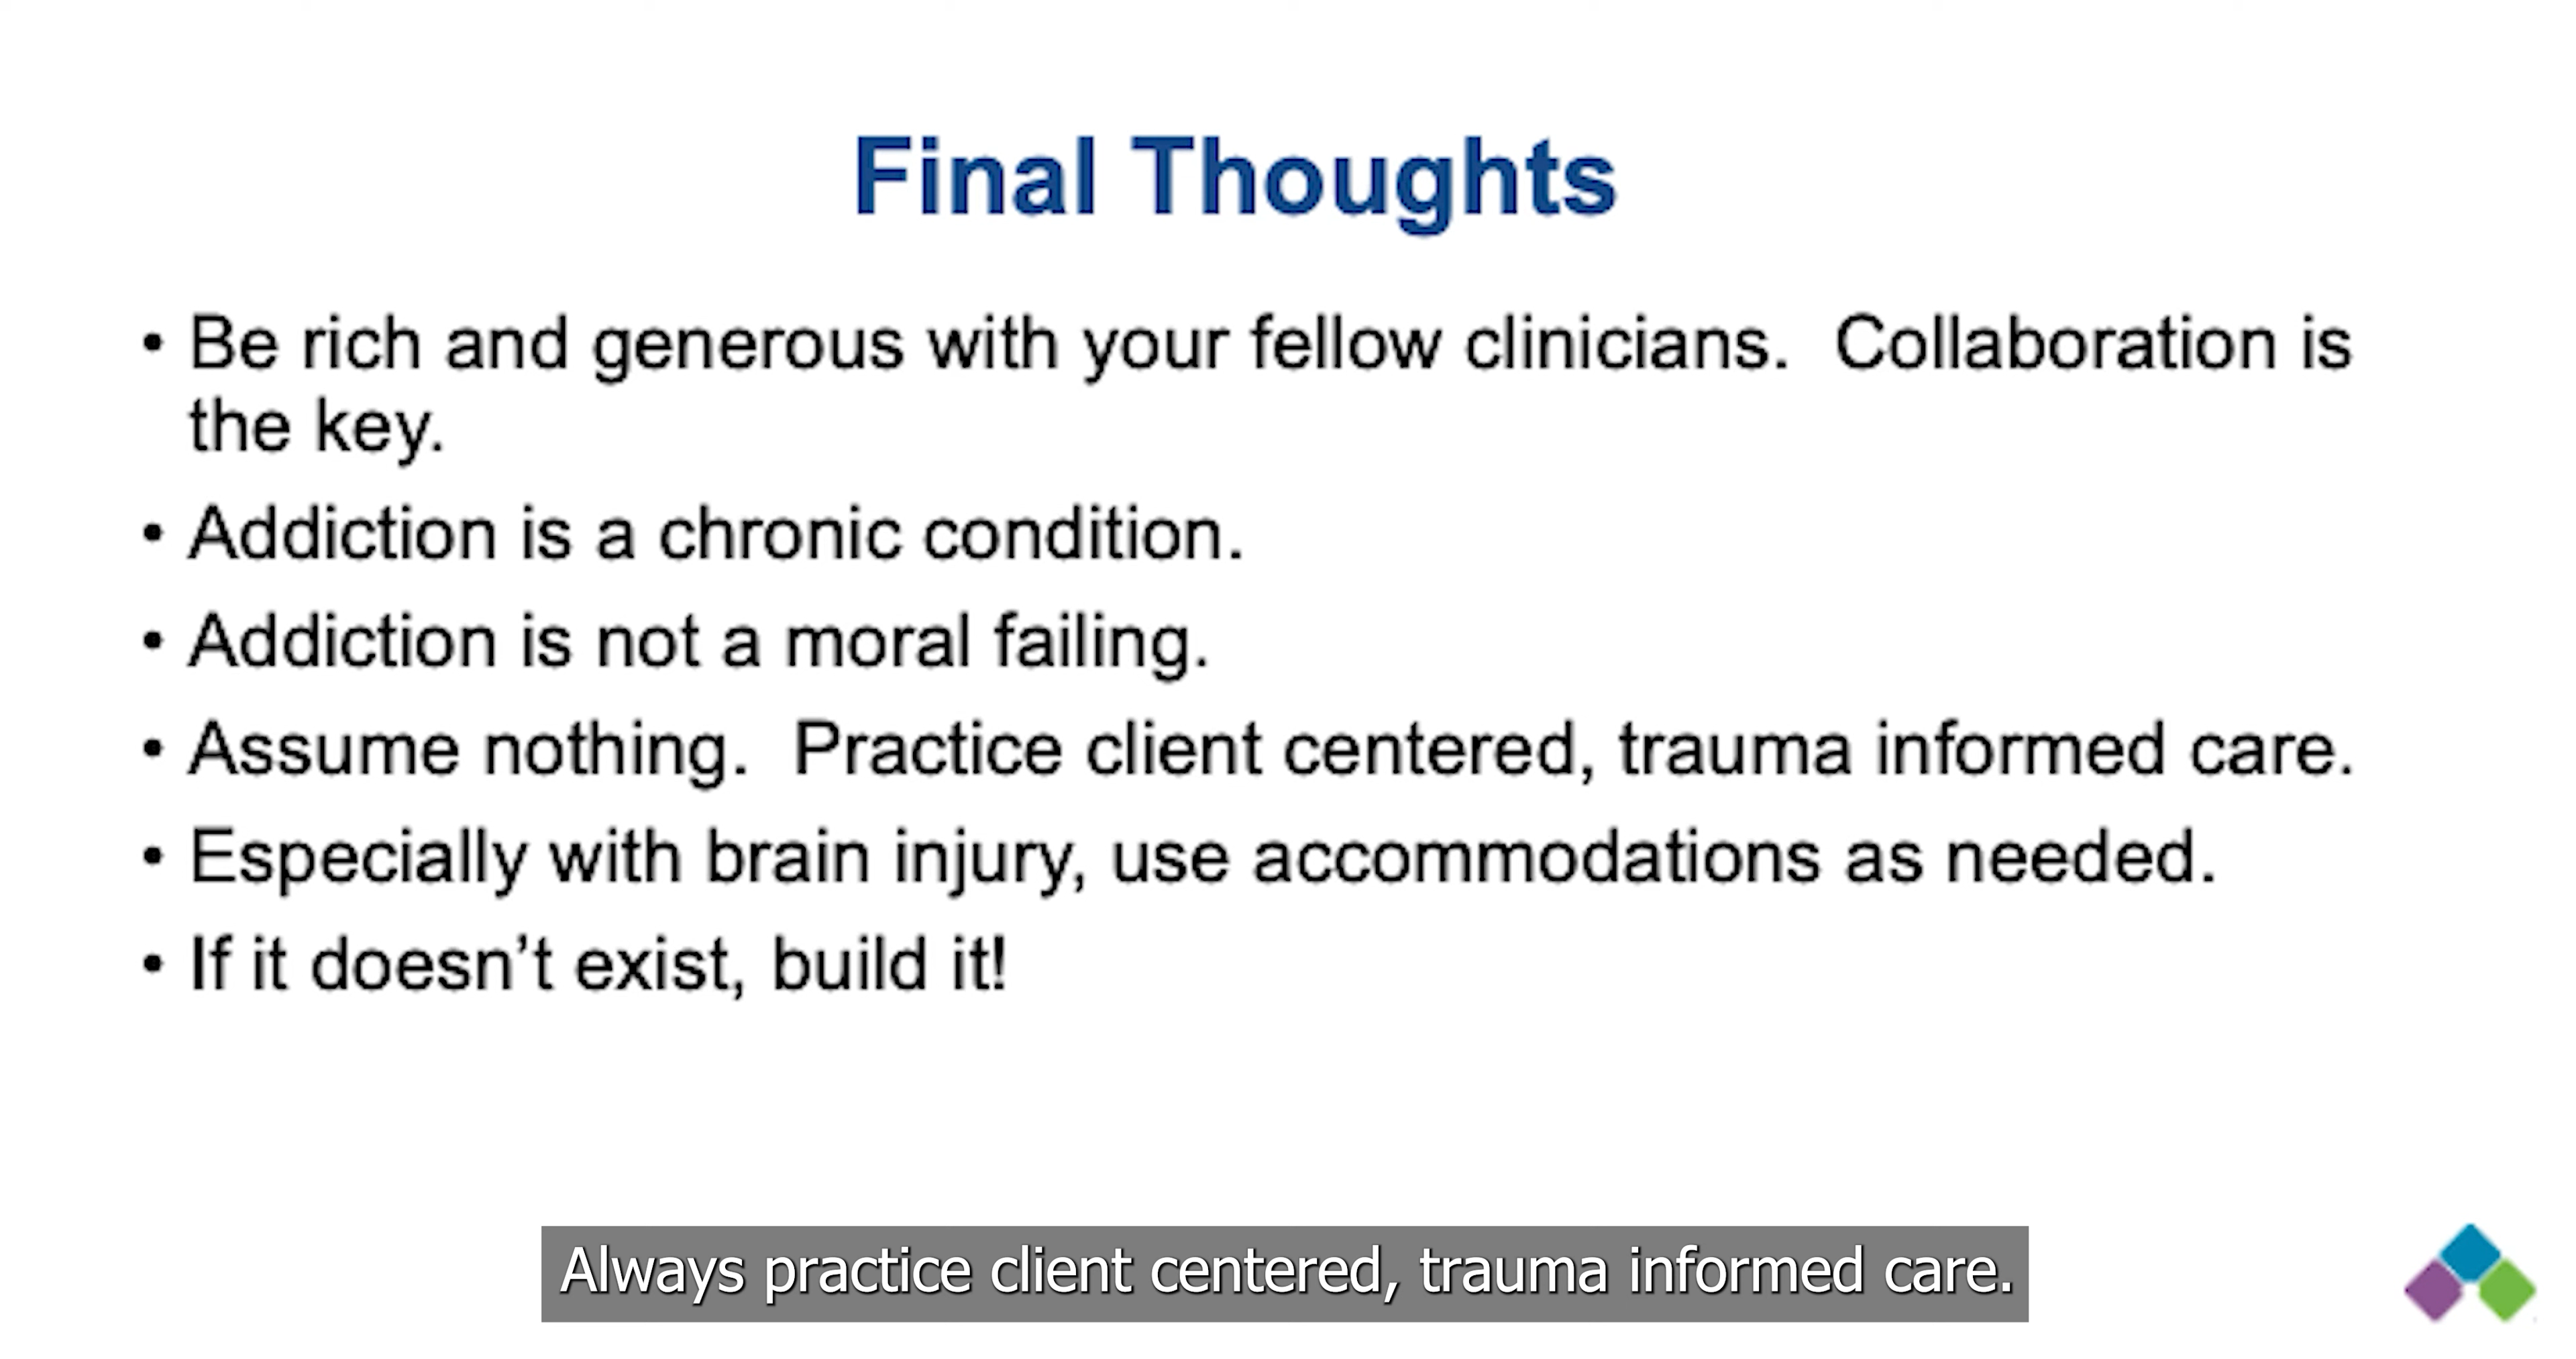 Final Thoughts
• Be rich and generous with your fellow clinicians.  Collaboration is
the key.
• Addiction is a chronic condition.
• Addiction is not a moral failing.
• Assume nothing.  Practice client centered, trauma informed care.
• Especially with brain injury, use accommodations as needed.
• If it doesn’t exist, build it!
Always practice client centered, trauma informed care.